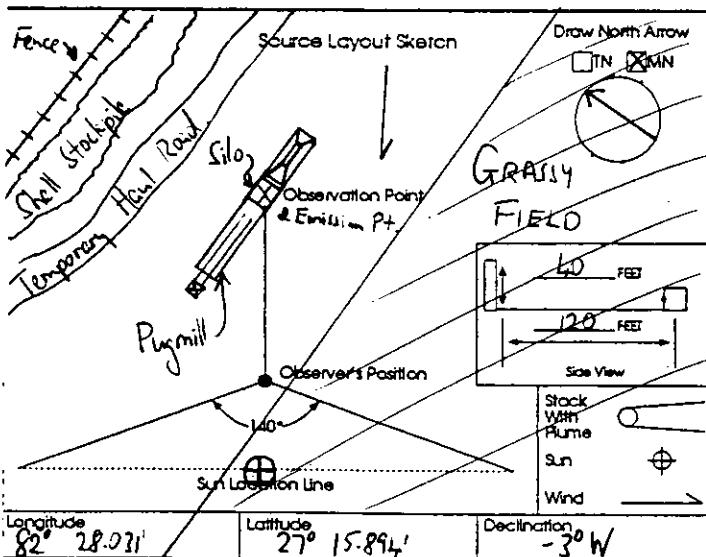 Fence
Source Layout Sketch
Draw North Arrow
TN MN
Shell Stockpile
Temporary Haul Road
Silo
Observation Point
& Emission Pt.
GRASSY
FIELD
40 FEET
120 FEET
Side View
Pugmill
Observer's Position
140°
Sun Location Line
Stack
With
Plume
Sun
Wind
Longitude
82° 28.031'
Latitude
27° 15.894'
Declination
-3° W